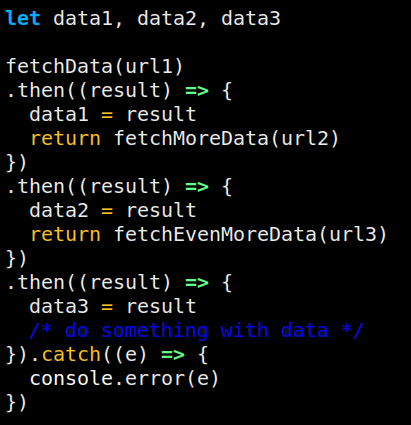 let data1, data2, data3

fetchData(url1)
.then((result) => {
  data1 = result
  return fetchMoreData(url2)
})
.then((result) => {
  data2 = result
  return fetchEvenMoreData(url3)
})
.then((result) => {
  data3 = result
  /* do something with data */
}).catch((e) => {
  console.error(e)
})